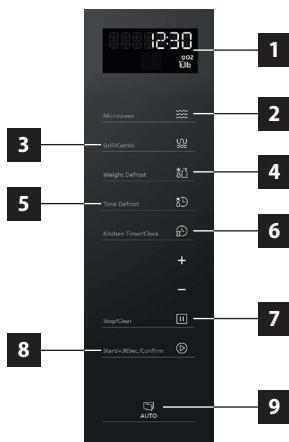 12:30
1
goz
lb
Microwave
2
3
Grill/Combi
Weight Defrost
4
5
Time Defrost
Kitchen Timer/Clock
6
+
−
Stop/Clear
7
8
Start/+30Sec./Confirm
9
AUTO